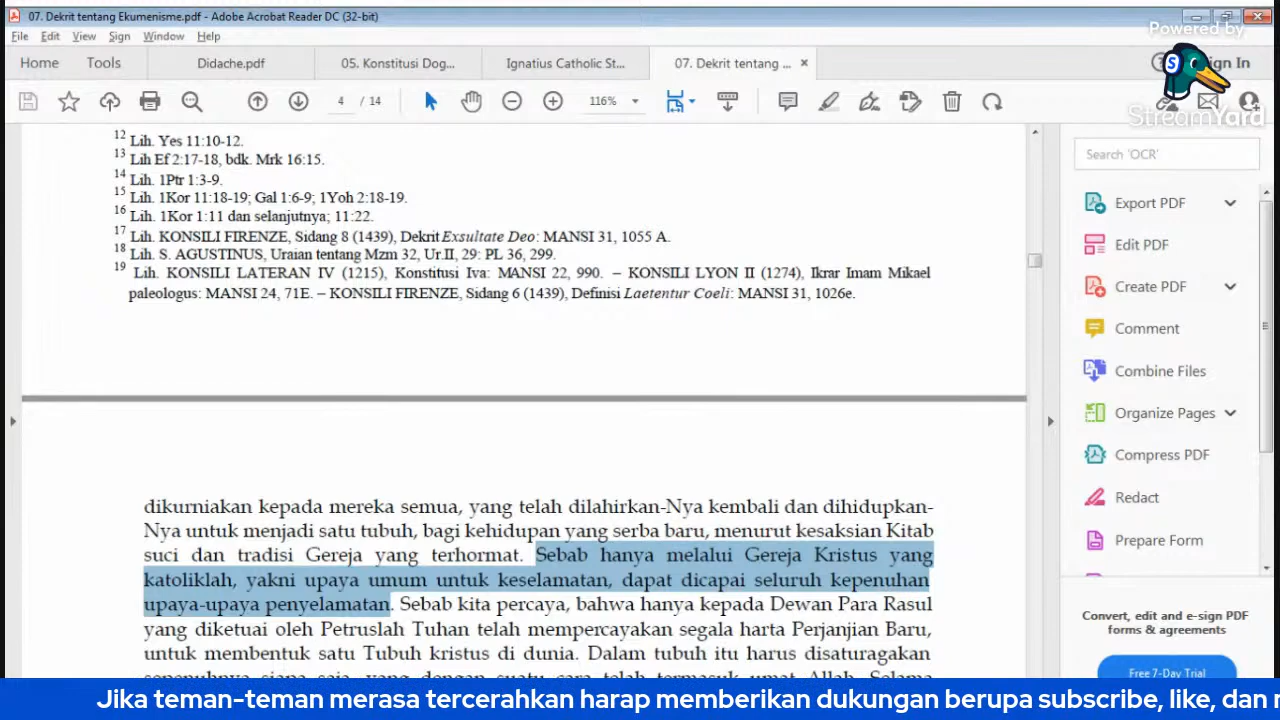 07. Dekrit tentang Ekumenisme.pdf - Adobe Acrobat Reader DC (32-bit)
Powered by
StreamYard
File Edit View Sign Window Help
Home Tools Didache.pdf 05. Konstitusi Dog... Ignatius Catholic St... 07. Dekrit tentang ... × Sign In
4 / 14 116%
12 Lih. Yes 11:10-12.
13 Lih Ef 2:17-18, bdk. Mrk 16:15.
14 Lih. 1Ptr 1:3-9.
15 Lih. 1Kor 11:18-19; Gal 1:6-9; 1Yoh 2:18-19.
16 Lih. 1Kor 1:11 dan selanjutnya; 11:22.
17 Lih. KONSILI FIRENZE, Sidang 8 (1439), Dekrit Exsultate Deo: MANSI 31, 1055 A.
18 Lih. S. AGUSTINUS, Uraian tentang Mzm 32, Ur.II, 29: PL 36, 299.
19 Lih. KONSILI LATERAN IV (1215), Konstitusi Iva: MANSI 22, 990. – KONSILI LYON II (1274), Ikrar Imam Mikael
paleologus: MANSI 24, 71E. – KONSILI FIRENZE, Sidang 6 (1439), Definisi Laetentur Coeli: MANSI 31, 1026e.
dikurniakan kepada mereka semua, yang telah dilahirkan-Nya kembali dan dihidupkan-
Nya untuk menjadi satu tubuh, bagi kehidupan yang serba baru, menurut kesaksian Kitab
suci dan tradisi Gereja yang terhormat. Sebab hanya melalui Gereja Kristus yang
katoliklah, yakni upaya umum untuk keselamatan, dapat dicapai seluruh kepenuhan
upaya-upaya penyelamatan. Sebab kita percaya, bahwa hanya kepada Dewan Para Rasul
yang diketuai oleh Petruslah Tuhan telah mempercayakan segala harta Perjanjian Baru,
untuk membentuk satu Tubuh kristus di dunia. Dalam tubuh itu harus disaturagakan
sepenuhnya siapa saja, yang dengan suatu cara telah termasuk umat Allah. Selama
Search 'OCR'
Export PDF
Edit PDF
Create PDF
Comment
Combine Files
Organize Pages
Compress PDF
Redact
Prepare Form
Convert, edit and e-sign PDF
forms & agreements
Free 7-Day Trial
Jika teman-teman merasa tercerahkan harap memberikan dukungan berupa subscribe, like, dan